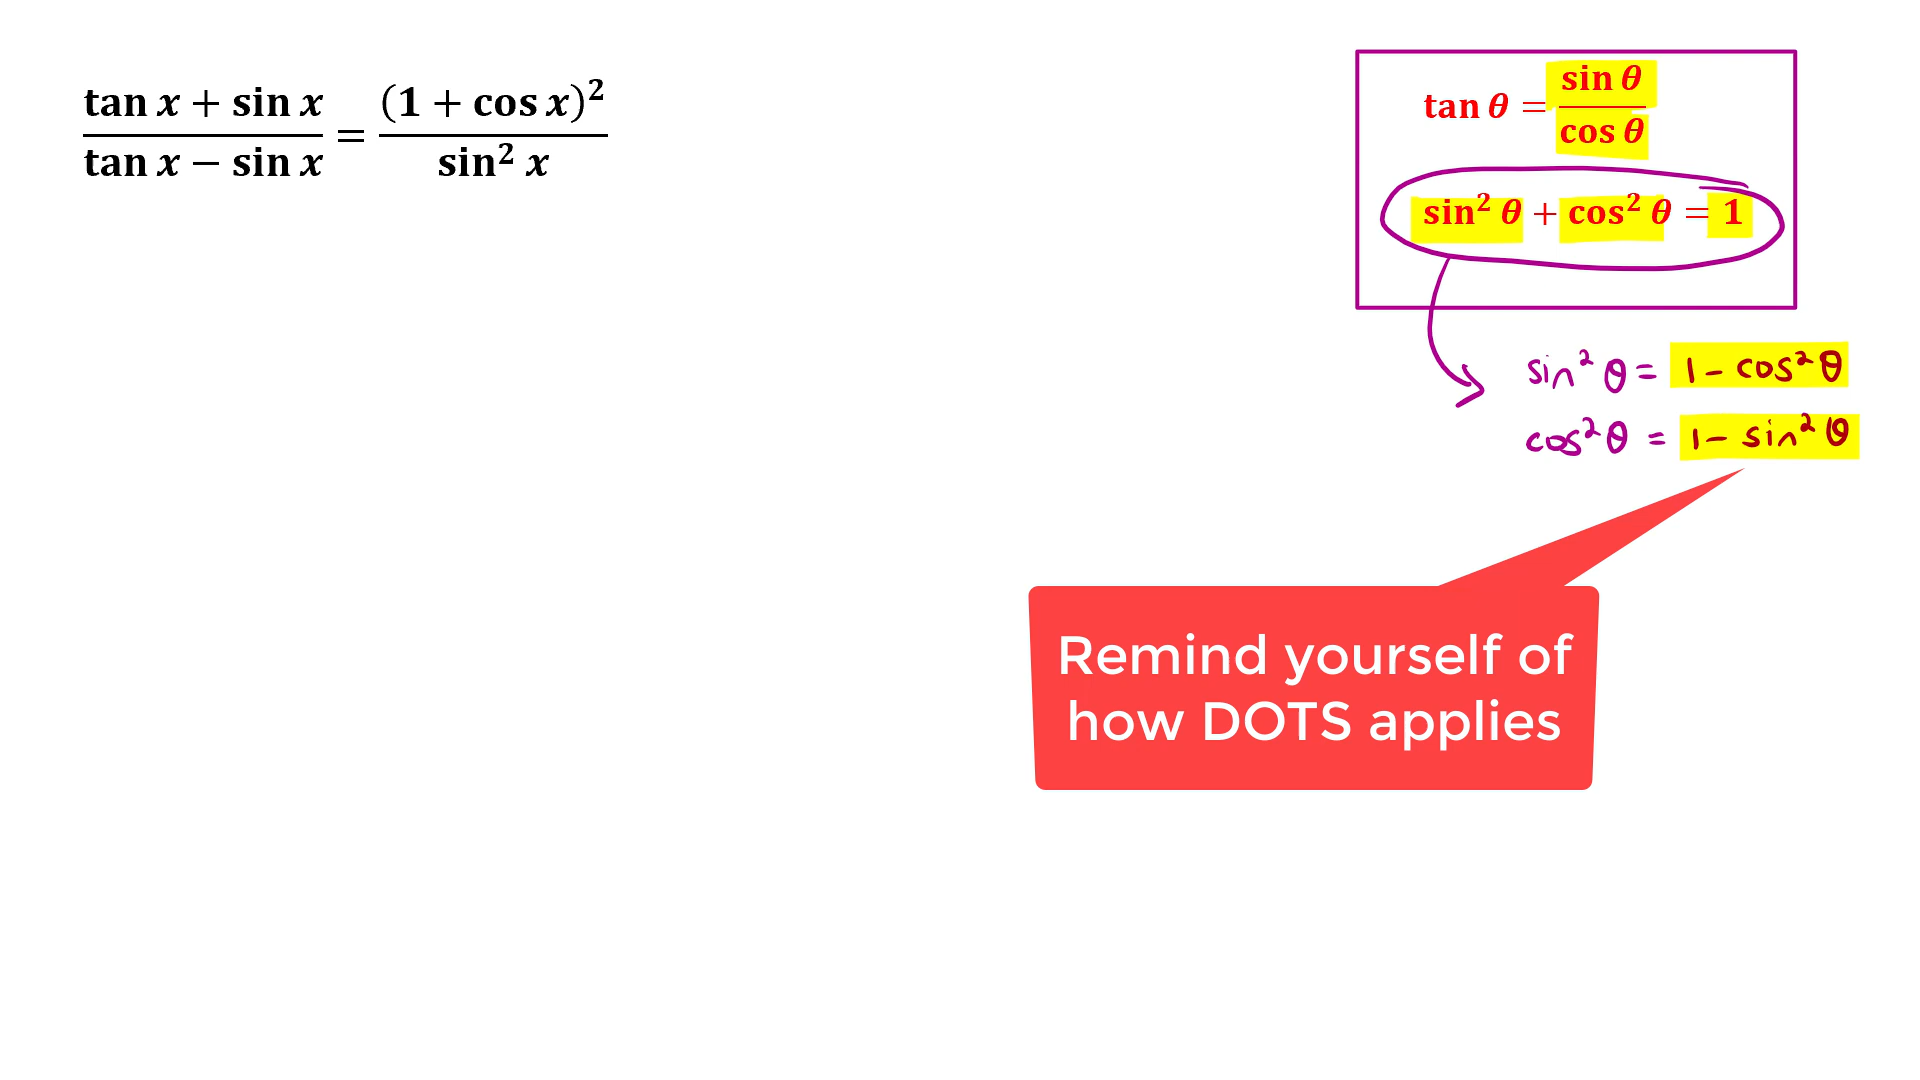 tan x + sin x / tan x − sin x = (1 + cos x)² / sin² x
tan θ = sin θ / cos θ
sin² θ + cos² θ = 1
sin² θ = 1 - cos² θ
cos² θ = 1 - sin² θ
Remind yourself of
how DOTS applies